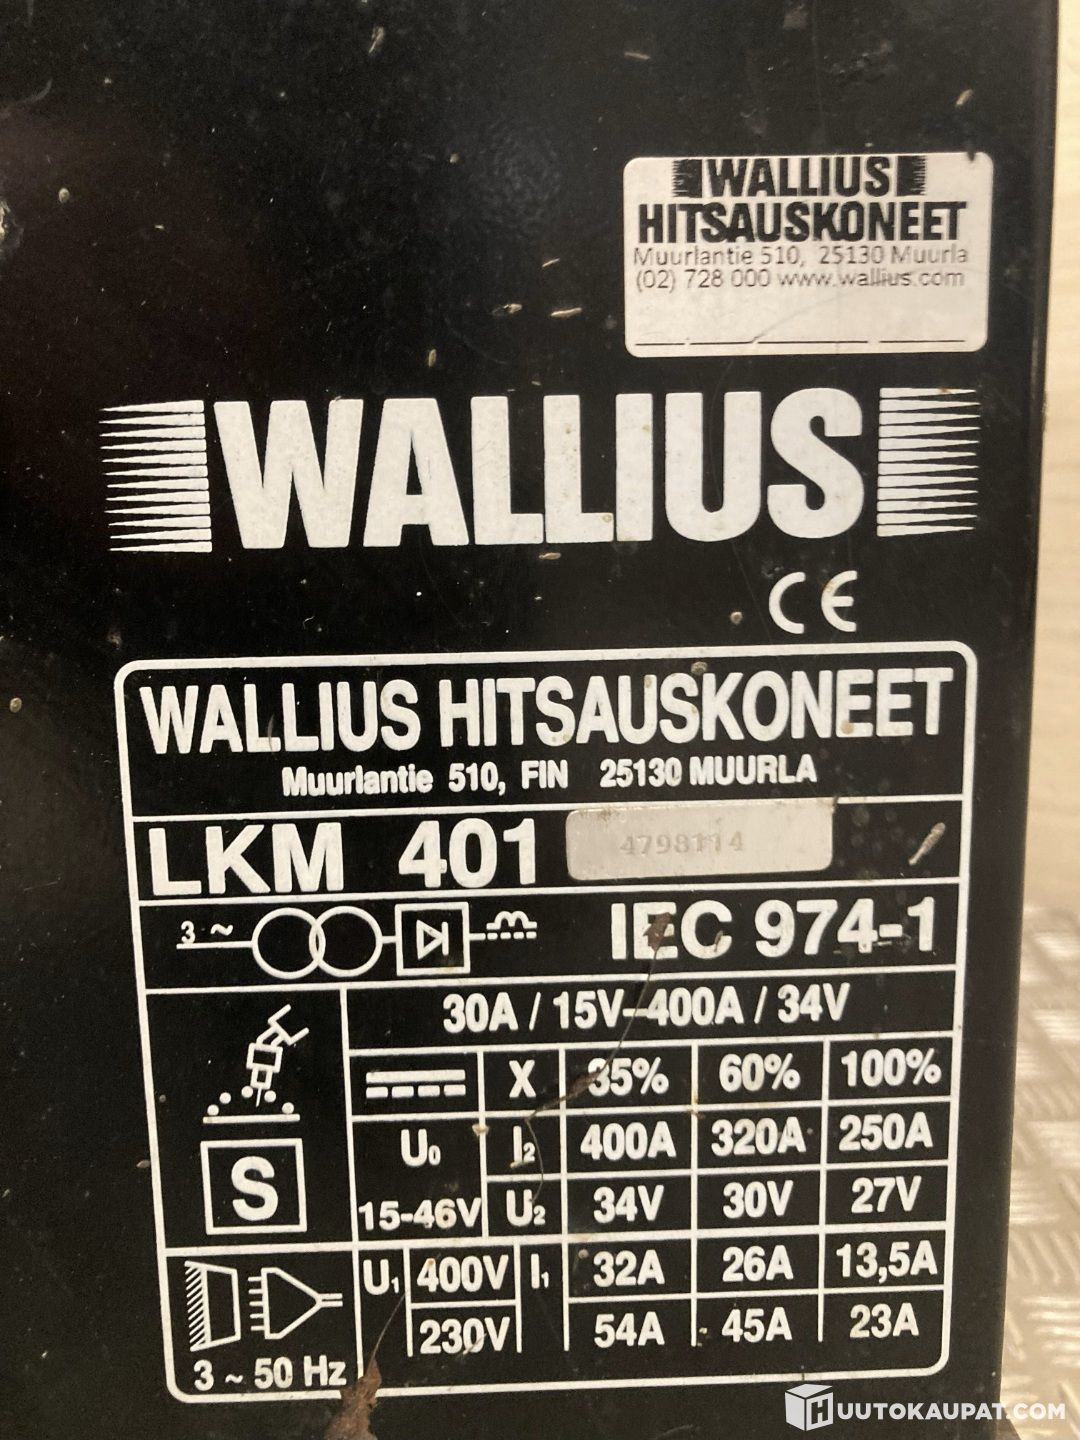 WALLIUS
HITSAUSKONEET
Muurlantie 510, 25130 Muurla
(02) 728 000 www.wallius.com
WALLIUS
CE
WALLIUS HITSAUSKONEET
Muurlantie 510, FIN 25130 MUURLA
LKM 401 4798114
3 ~ IEC 974-1
30A / 15V-400A / 34V
X 35% 60% 100%
U0 I2 400A 320A 250A
S 15-46V U2 34V 30V 27V
U1 400V I1 32A 26A 13,5A
230V 54A 45A 23A
3 ~ 50 Hz
HUUTOKAUPAT.COM